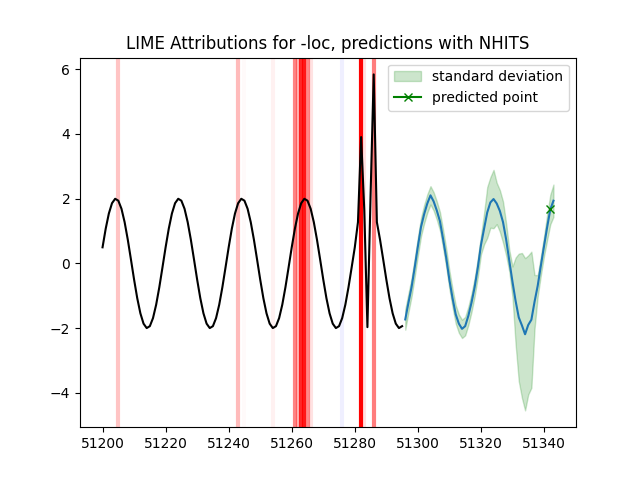 LIME Attributions for -loc, predictions with NHITS
standard deviation
predicted point
6
4
2
0
−2
−4
51200 51220 51240 51260 51280 51300 51320 51340